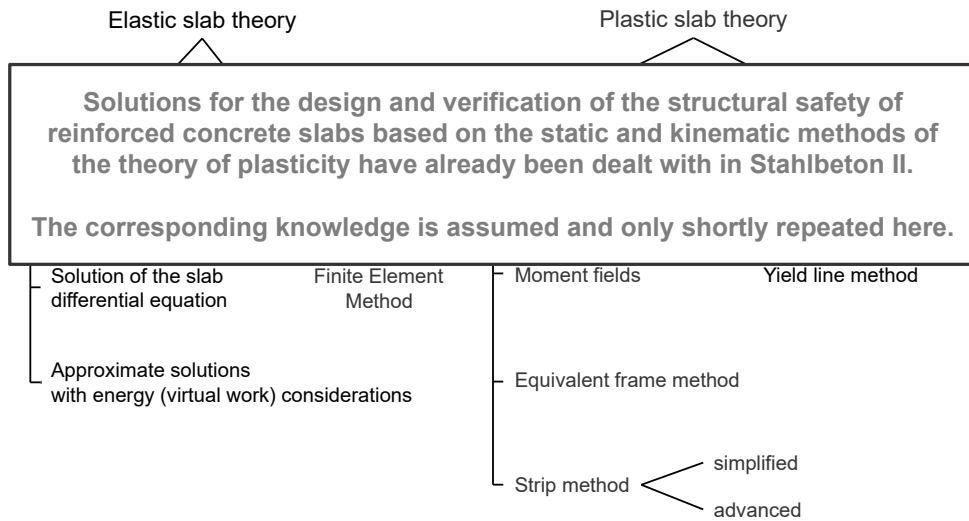 Elastic slab theory
Plastic slab theory
Solutions for the design and verification of the structural safety of
reinforced concrete slabs based on the static and kinematic methods of
the theory of plasticity have already been dealt with in Stahlbeton II.
The corresponding knowledge is assumed and only shortly repeated here.
Solution of the slab
differential equation
Finite Element
Method
Approximate solutions
with energy (virtual work) considerations
Moment fields
Yield line method
Equivalent frame method
Strip method
simplified
advanced